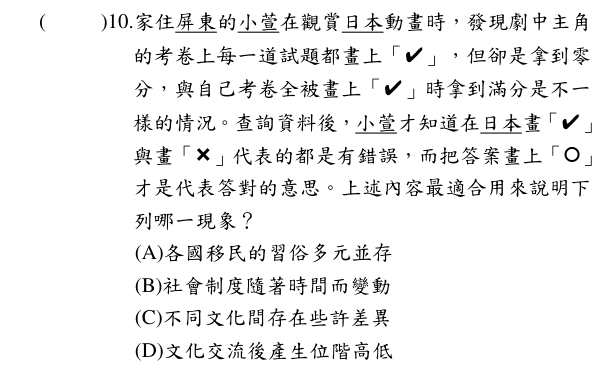 (　　)10.家住屏東的小萱在觀賞日本動畫時，發現劇中主角
的考卷上每一道試題都畫上「✔」，但卻是拿到零
分，與自己考卷全被畫上「✔」時拿到滿分是不一
樣的情況。查詢資料後，小萱才知道在日本畫「✔」
與畫「✖」代表的都是有錯誤，而把答案畫上「O」
才是代表答對的意思。上述內容最適合用來說明下
列哪一現象？
(A)各國移民的習俗多元並存
(B)社會制度隨著時間而變動
(C)不同文化間存在些許差異
(D)文化交流後產生位階高低